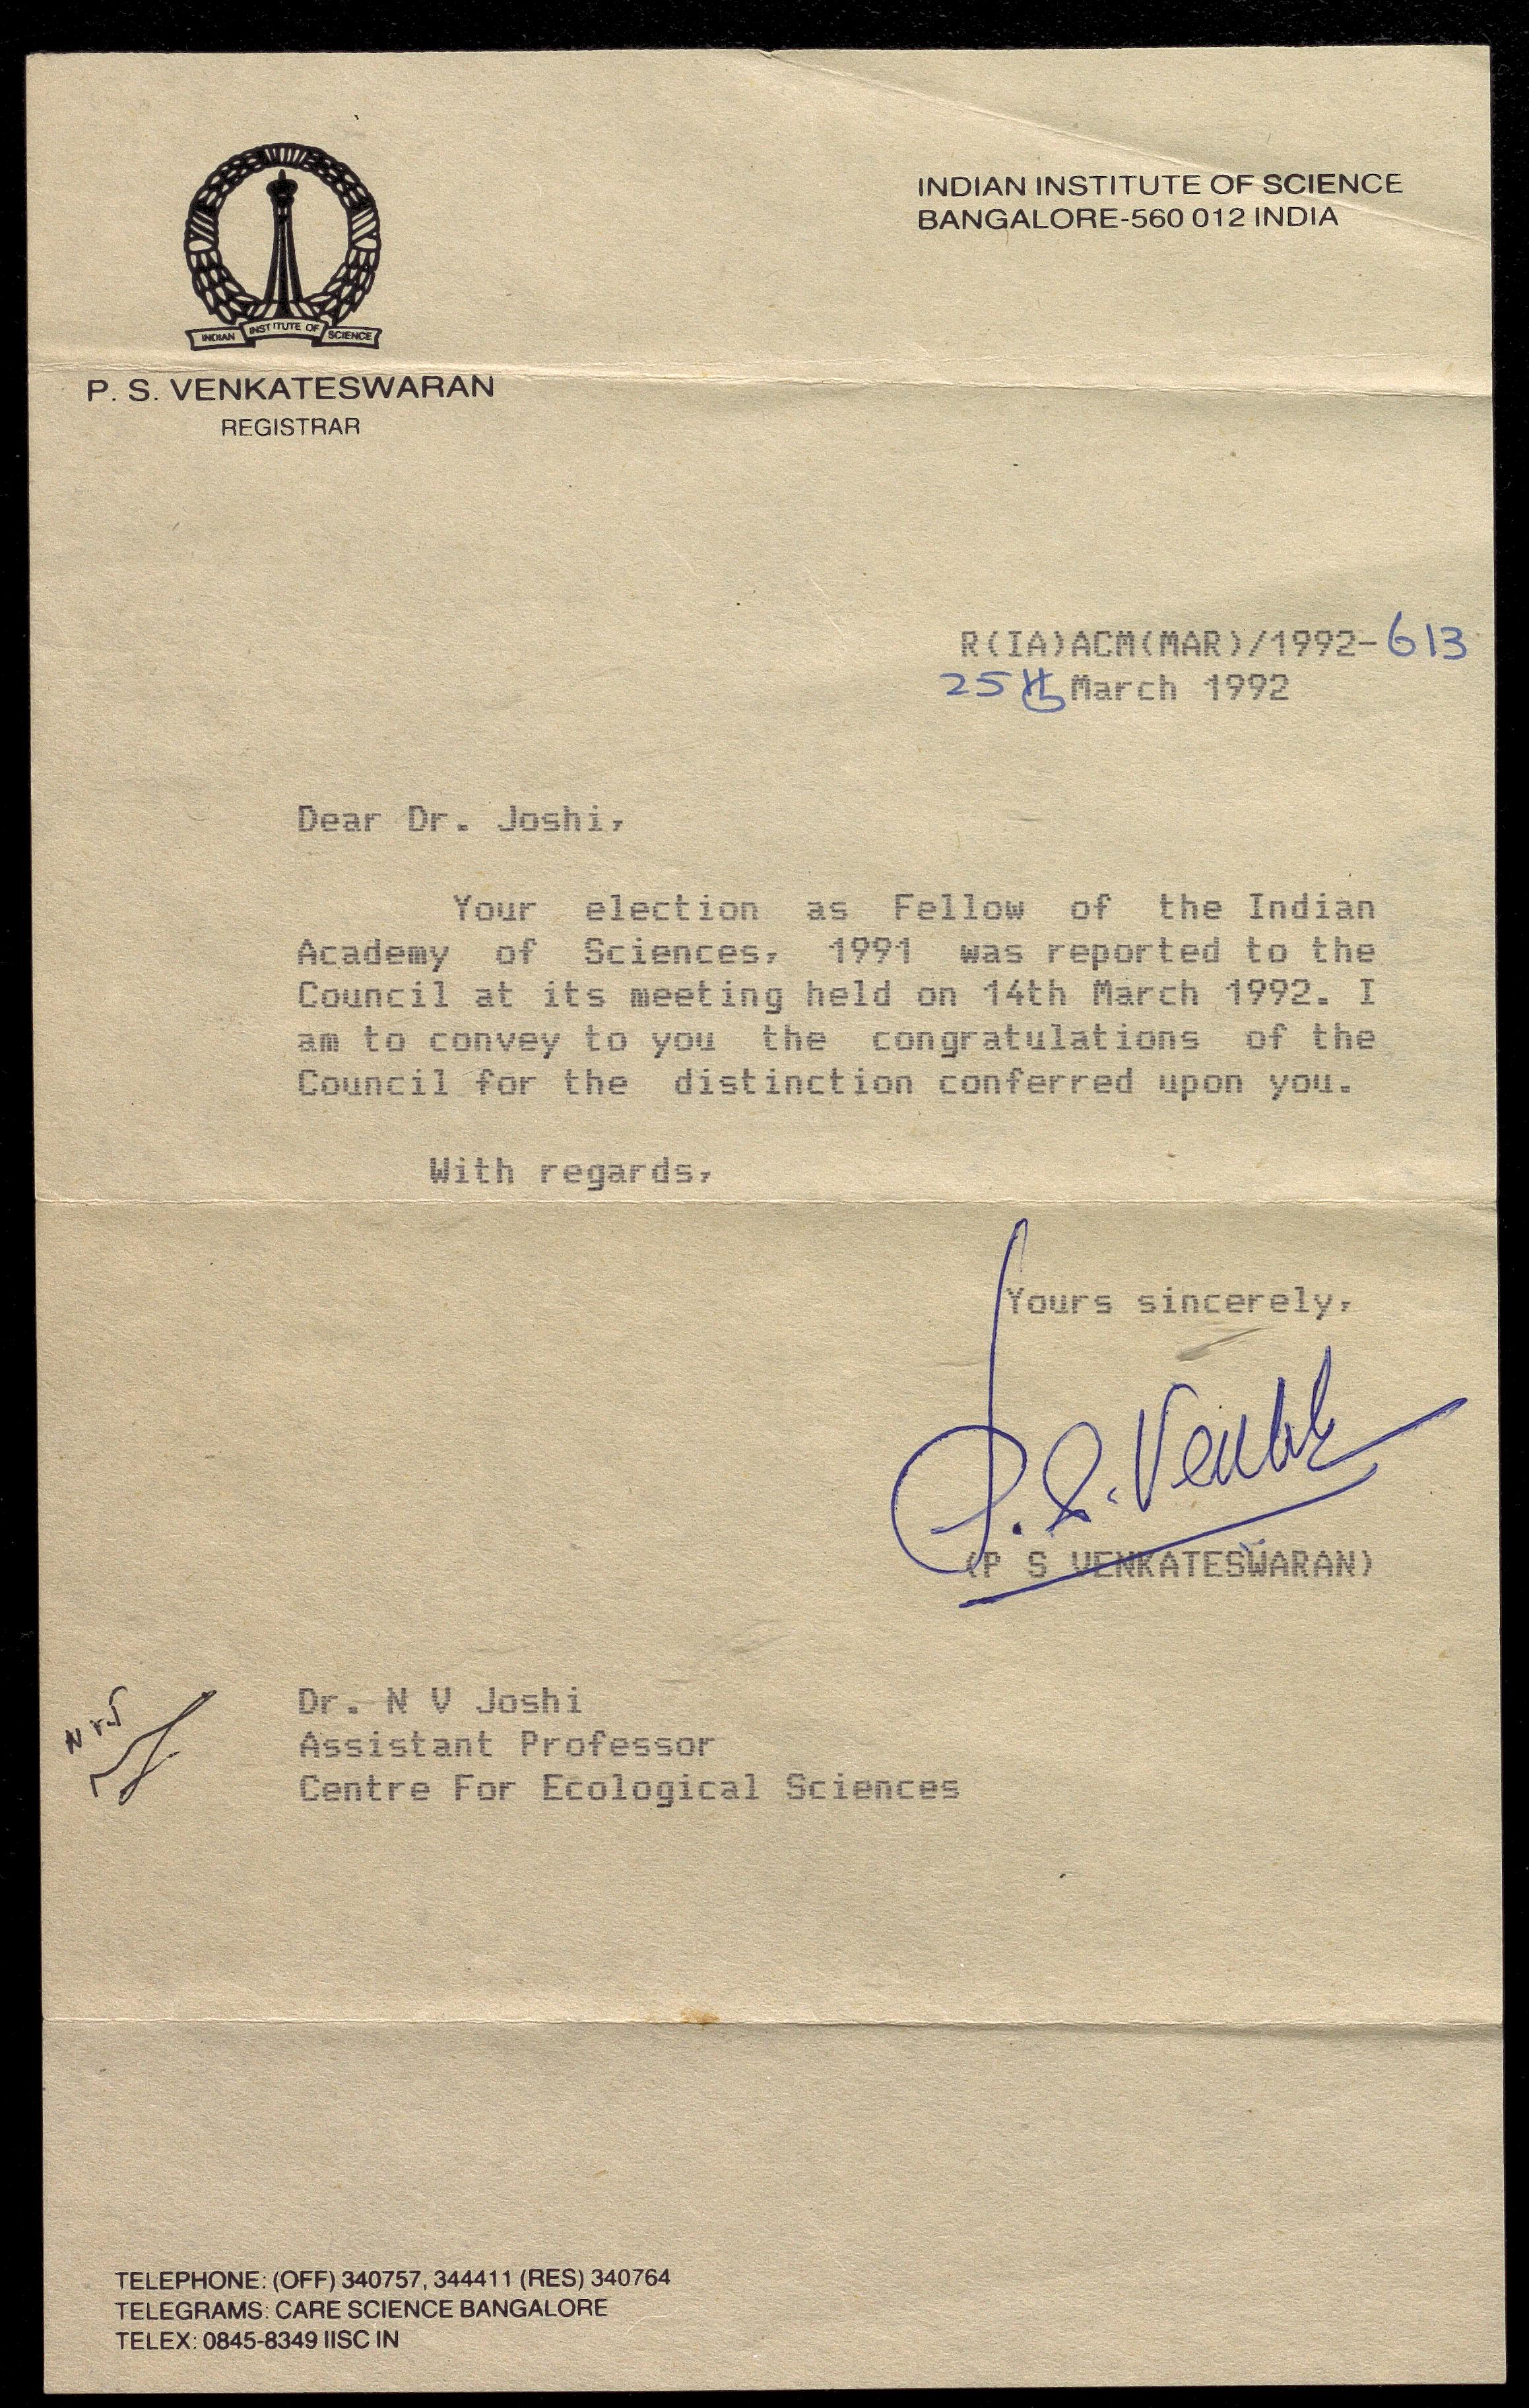 INDIAN INSTITUTE OF SCIENCE
INDIAN INSTITUTE OF SCIENCE
BANGALORE-560 012 INDIA
P. S. VENKATESWARAN
REGISTRAR
R(IA)ACM(MAR)/1992-613
25th March 1992
Dear Dr. Joshi,
Your election as Fellow of the Indian
Academy of Sciences, 1991 was reported to the
Council at its meeting held on 14th March 1992. I
am to convey to you the congratulations of the
Council for the distinction conferred upon you.
With regards,
Yours sincerely,
P. S. Venkat
(P S VENKATESWARAN)
NVJ
Dr. N V Joshi
Assistant Professor
Centre For Ecological Sciences
TELEPHONE: (OFF) 340757, 344411 (RES) 340764
TELEGRAMS: CARE SCIENCE BANGALORE
TELEX: 0845-8349 IISC IN